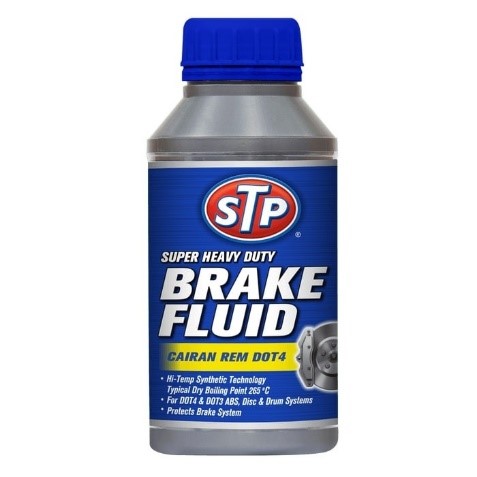 STP
®
SUPER HEAVY DUTY
BRAKE
FLUID
CAIRAN REM DOT4
• Hi-Temp Synthetic Technology
Typical Dry Boiling Point 265 °C
• For DOT4 & DOT3 ABS, Disc & Drum Systems
• Protects Brake System